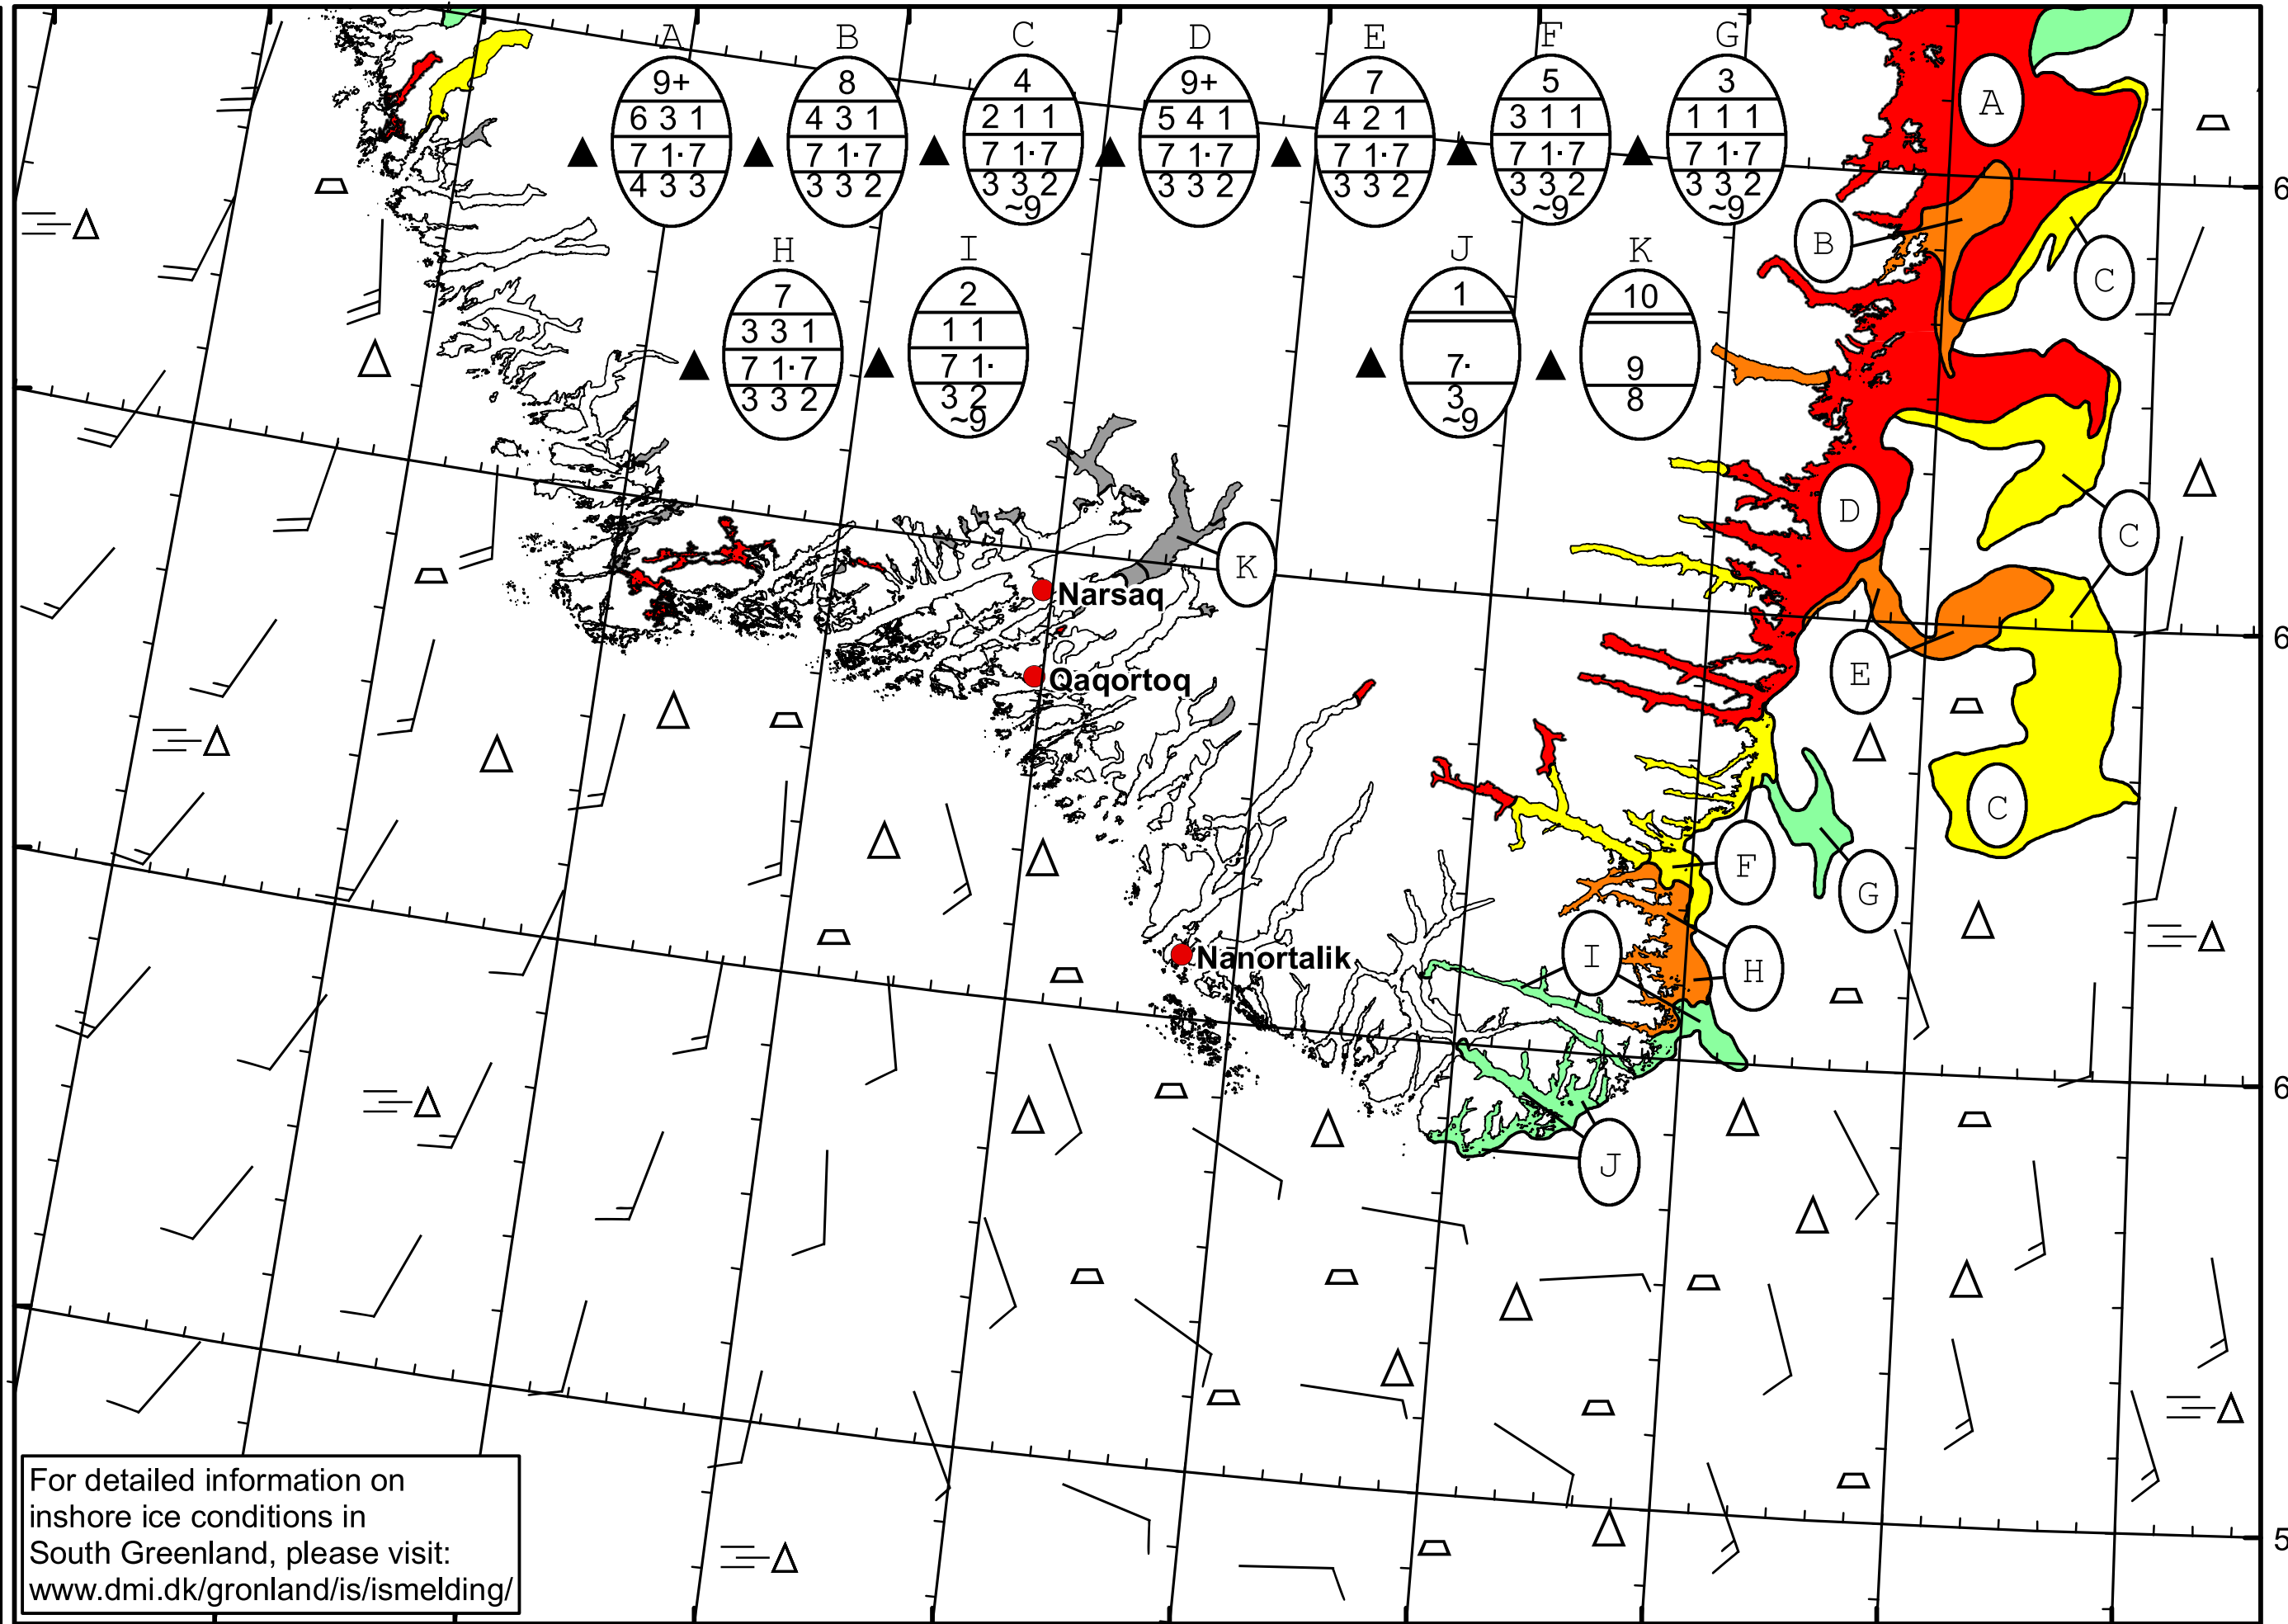 A B C D E F G
9+ 8 4 9+ 7 5 3
6 3 1 4 3 1 2 1 1 5 4 1 4 2 1 3 1 1 1 1 1
7 1· 7 7 1· 7 7 1· 7 7 1· 7 7 1· 7 7 1· 7 7 1· 7
4 3 3 3 3 2 3 3 2 3 3 2 3 3 2 3 3 2 3 3 2
~9 ~9 ~9
A
6
B
C
H I J K
7 2 1 10
3 3 1 1 1
7 1· 7 7 1· 7· 9
3 3 2 3 2 3 8
~9 ~9
D
C
K
Narsaq
6
E
Qaqortoq
C
F
G
Nanortalik
I
H
6
J
For detailed information on
inshore ice conditions in
South Greenland, please visit:
www.dmi.dk/gronland/is/ismelding/
5